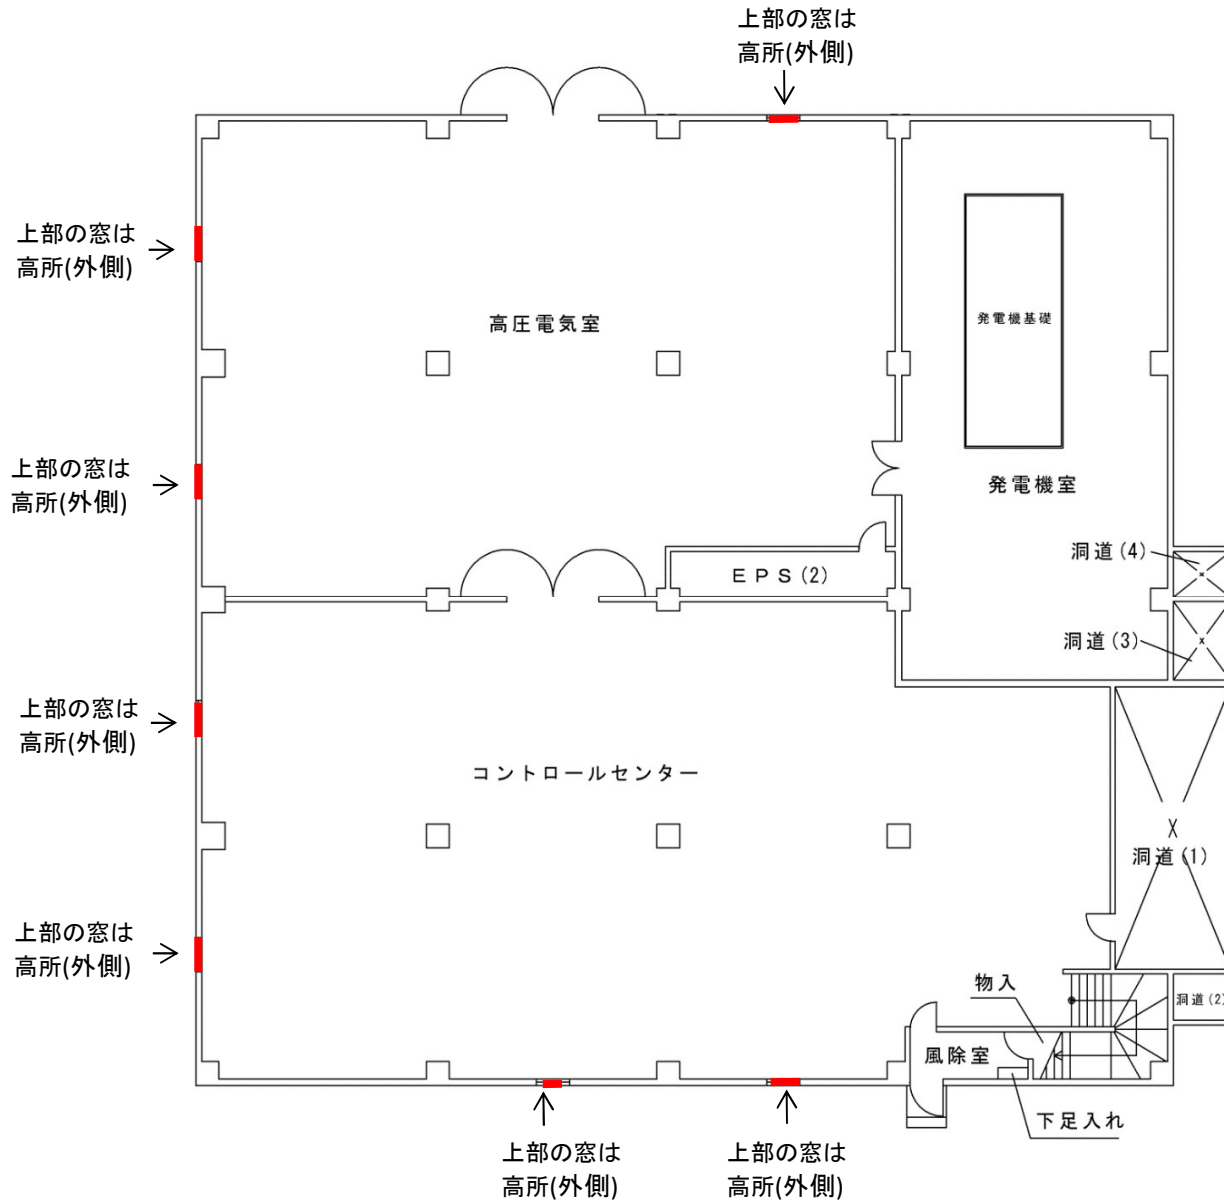 上部の窓は
高所(外側)
上部の窓は
高所(外側)
高圧電気室
発電機基礎
上部の窓は
高所(外側)
発電機室
洞道(4)
EPS(2)
洞道(3)
上部の窓は
高所(外側)
コントロールセンター
洞道(1)
上部の窓は
高所(外側)
物入
洞道(2)
風除室
下足入れ
上部の窓は
高所(外側)
上部の窓は
高所(外側)